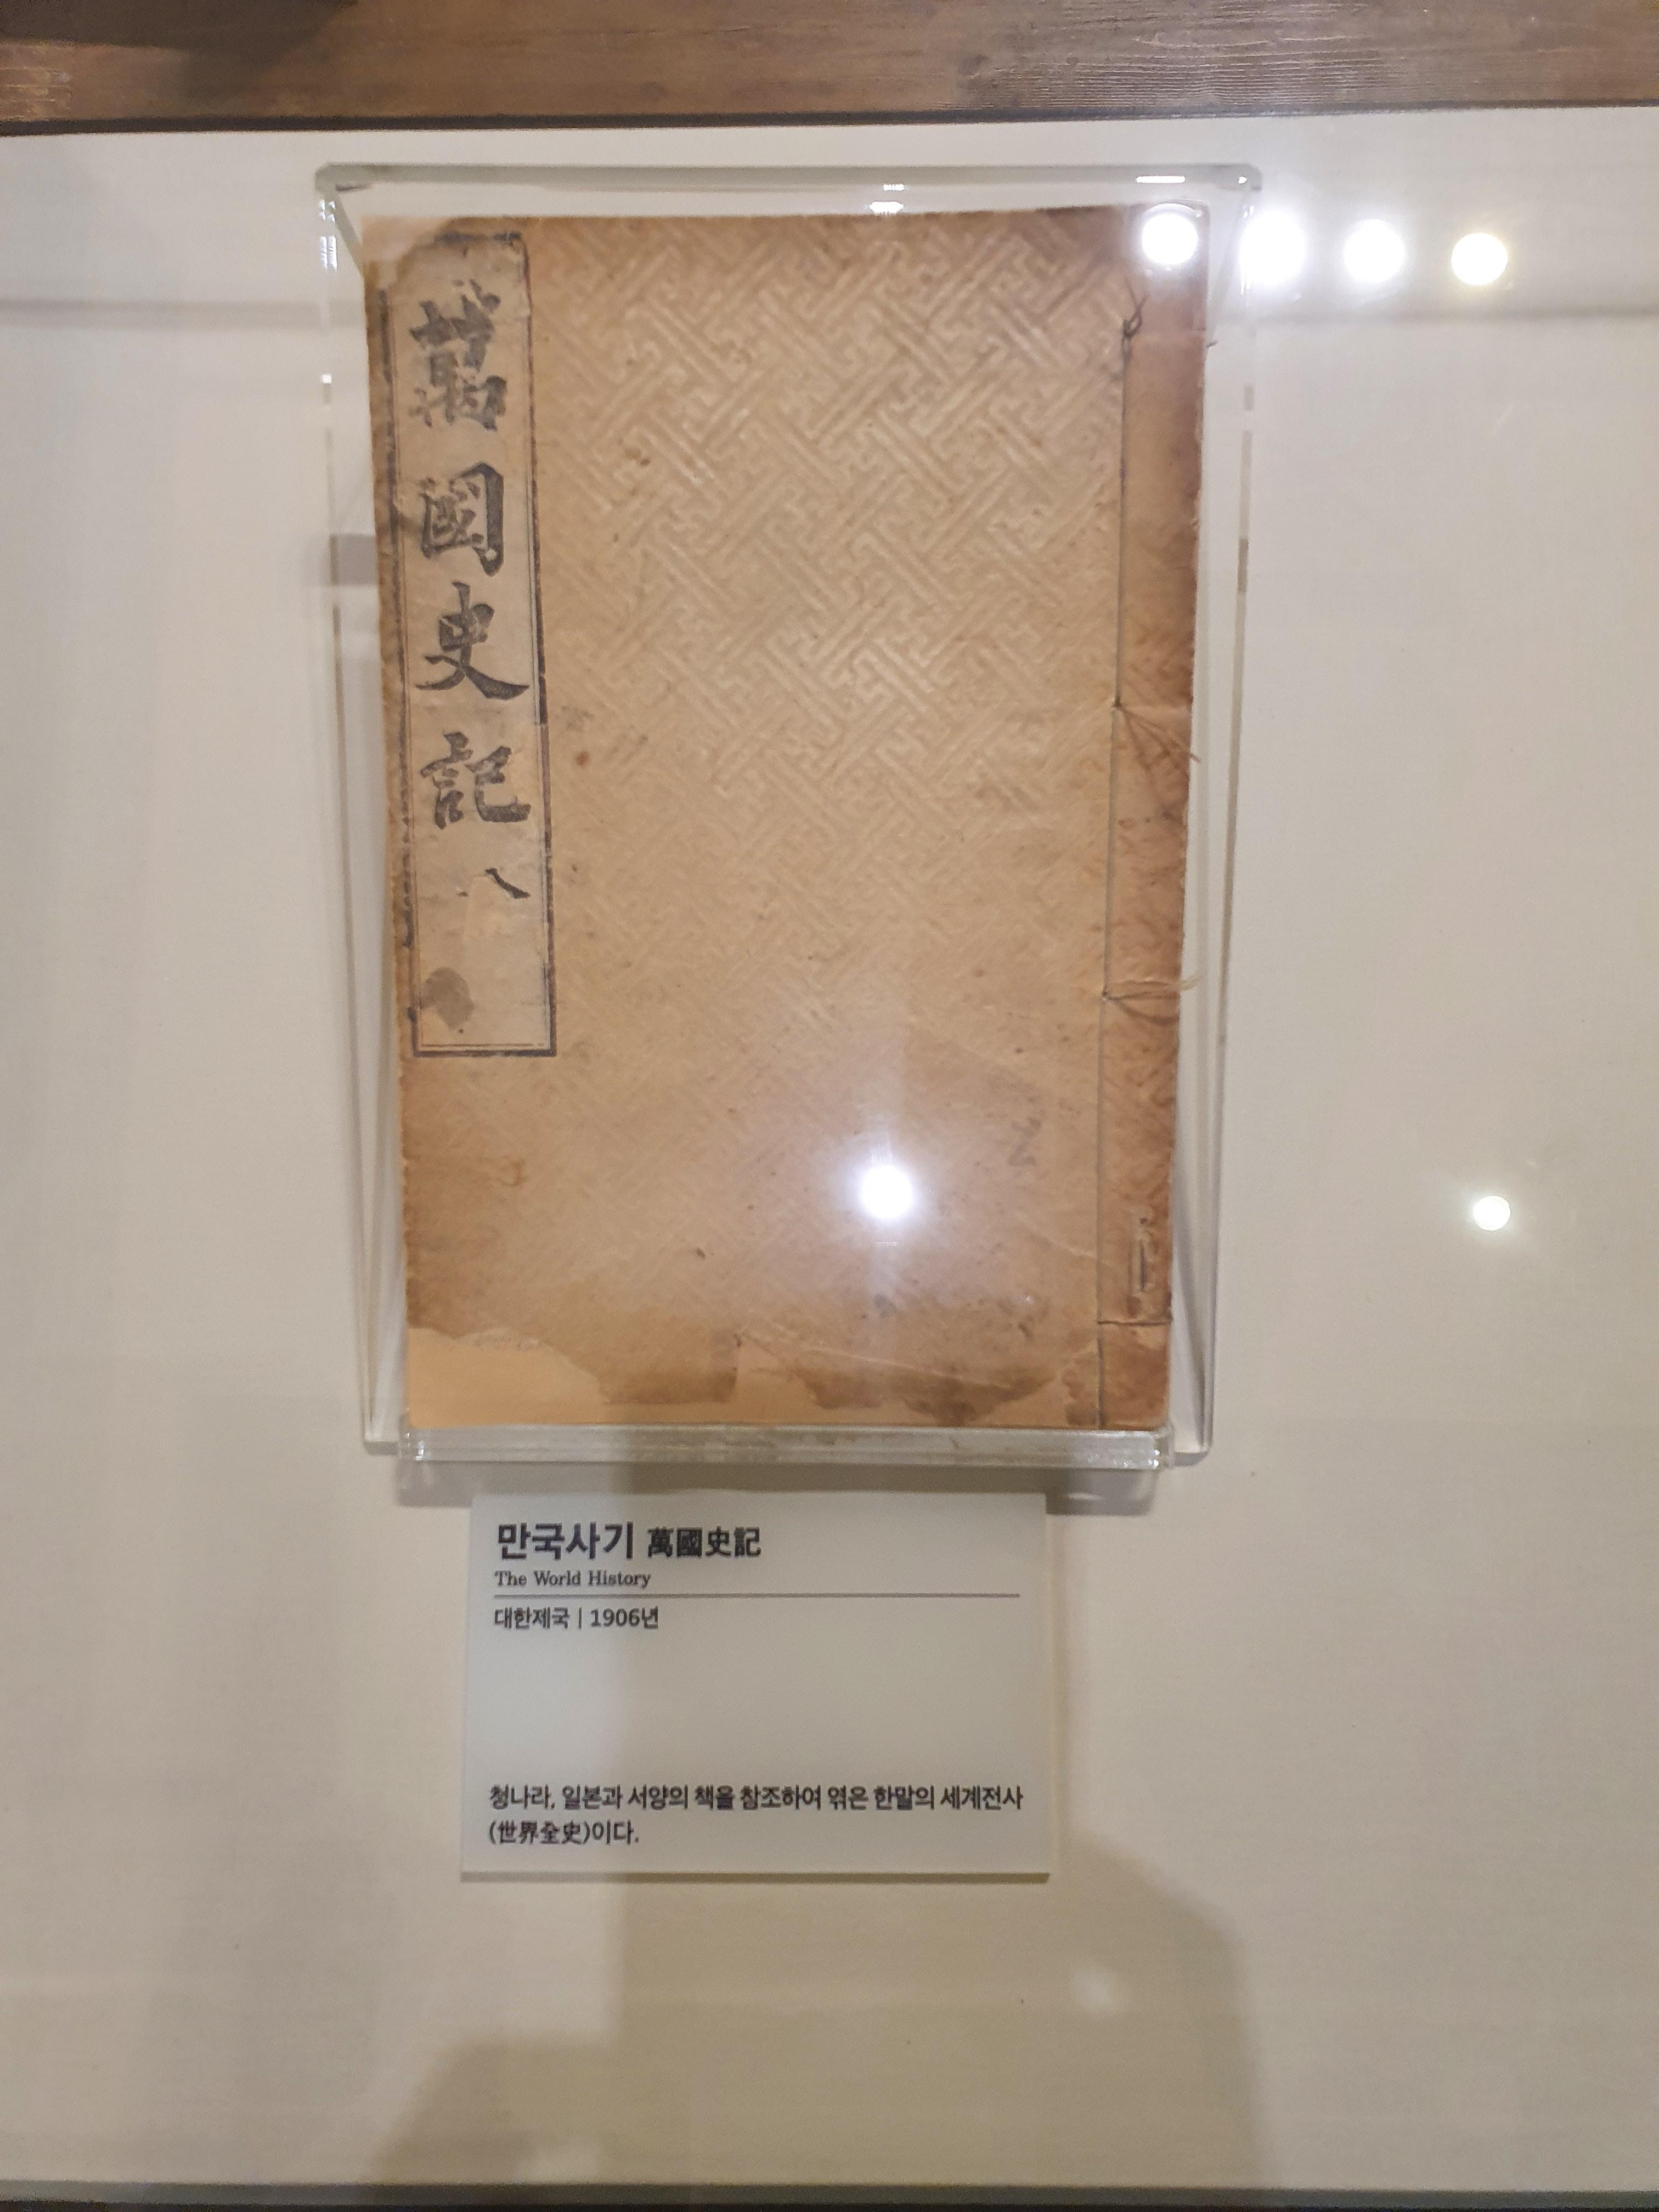 萬國史記 八
만국사기 萬國史記
The World History
대한제국 | 1906년
청나라, 일본과 서양의 책을 참조하여 엮은 한말의 세계전사
(世界全史)이다.